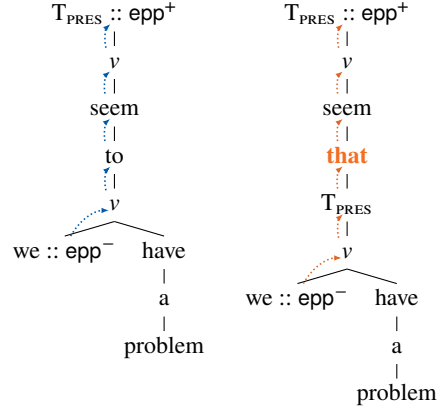 T_PRES :: epp⁺ T_PRES :: epp⁺
v v
seem seem
to that
v T_PRES
we :: epp⁻ have v
a we :: epp⁻ have
problem a
problem